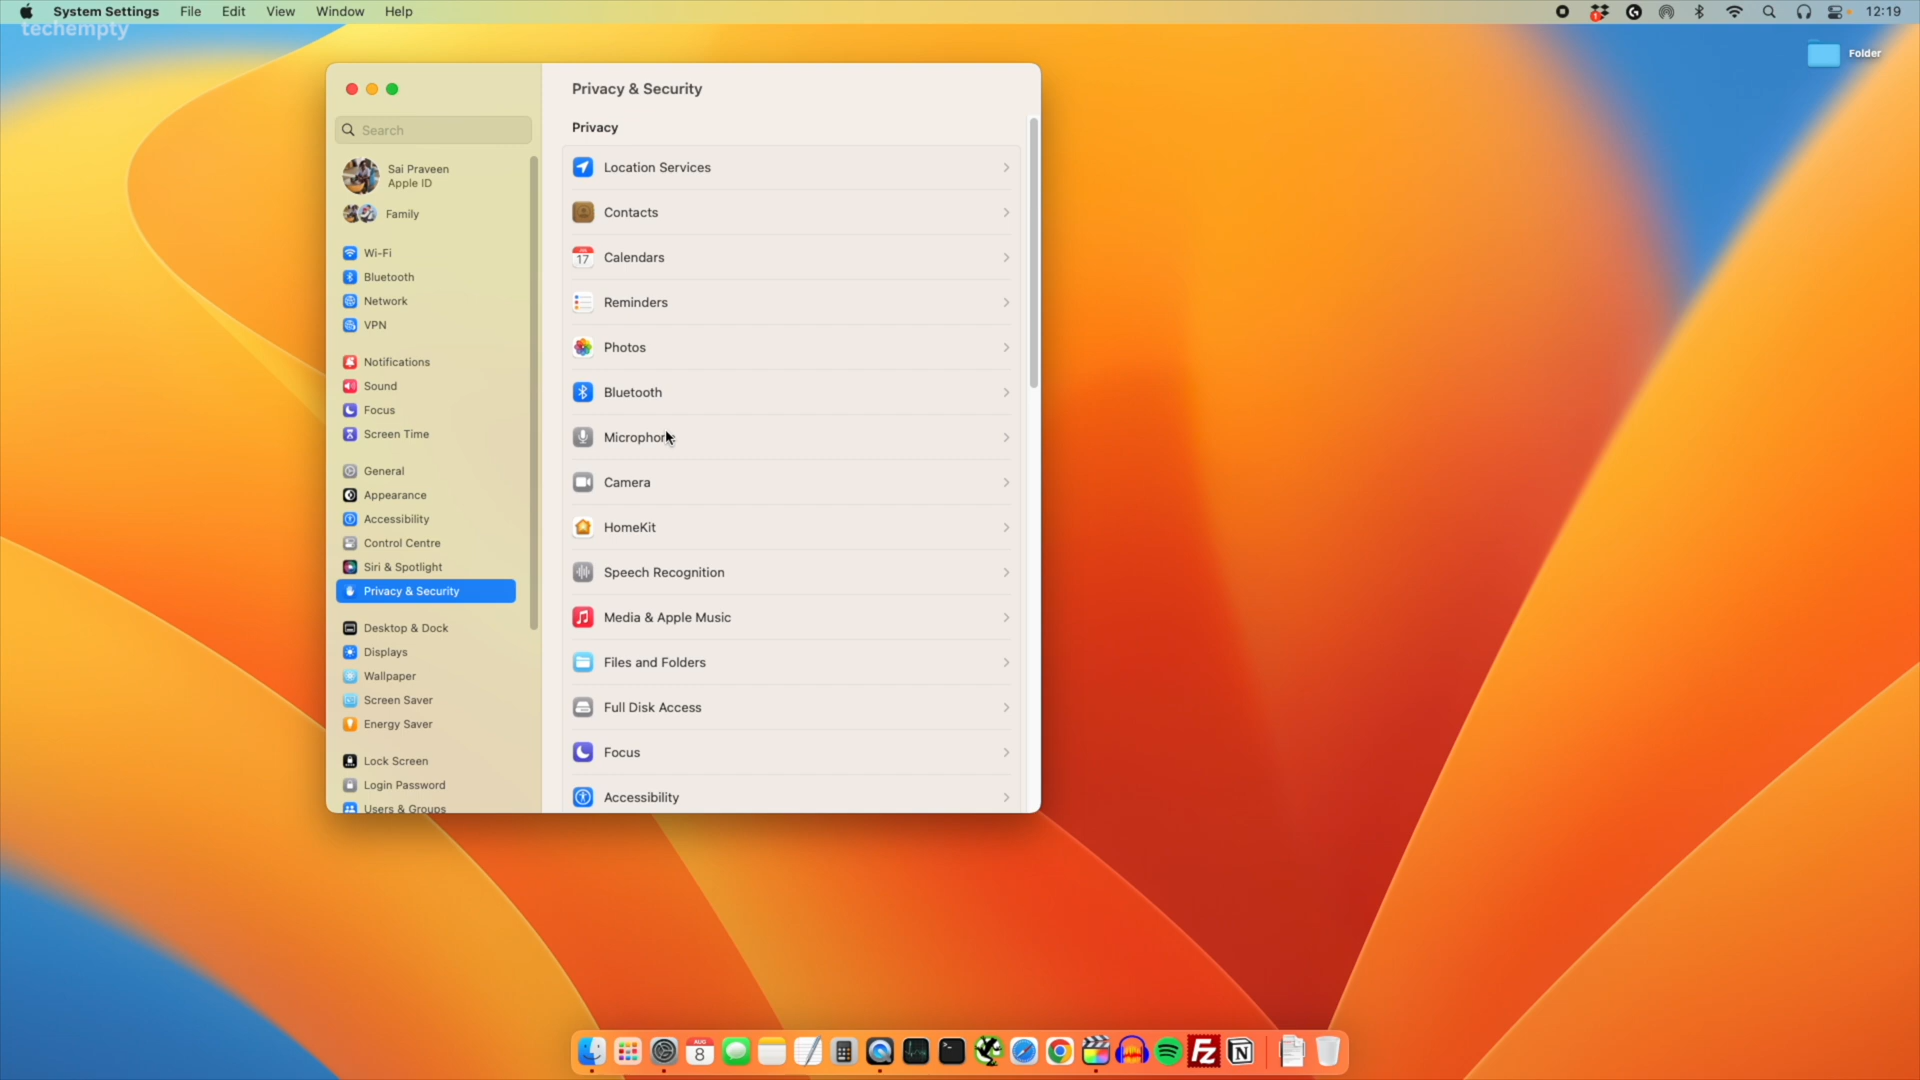 System Settings File Edit View Window Help 12:19
techempty
Folder
Privacy & Security
Search
Privacy
Sai Praveen
Apple ID
Family
Wi-Fi
Bluetooth
Network
VPN
Notifications
Sound
Focus
Screen Time
General
Appearance
Accessibility
Control Centre
Siri & Spotlight
Privacy & Security
Desktop & Dock
Displays
Wallpaper
Screen Saver
Energy Saver
Lock Screen
Login Password
Users & Groups
Location Services
Contacts
17
Calendars
Reminders
Photos
Bluetooth
Microphone
Camera
HomeKit
Speech Recognition
Media & Apple Music
Files and Folders
Full Disk Access
Focus
Accessibility
AUG
8
Fz
N